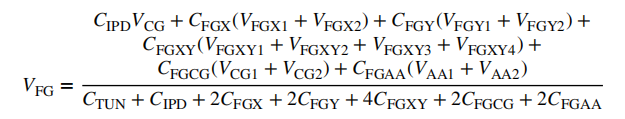 C_IPD V_CG + C_FGX(V_FGX1 + V_FGX2) + C_FGY(V_FGY1 + V_FGY2) +
C_FGXY(V_FGXY1 + V_FGXY2 + V_FGXY3 + V_FGXY4) +
C_FGCG(V_CG1 + V_CG2) + C_FGAA(V_AA1 + V_AA2)
V_FG =
C_TUN + C_IPD + 2C_FGX + 2C_FGY + 4C_FGXY + 2C_FGCG + 2C_FGAA